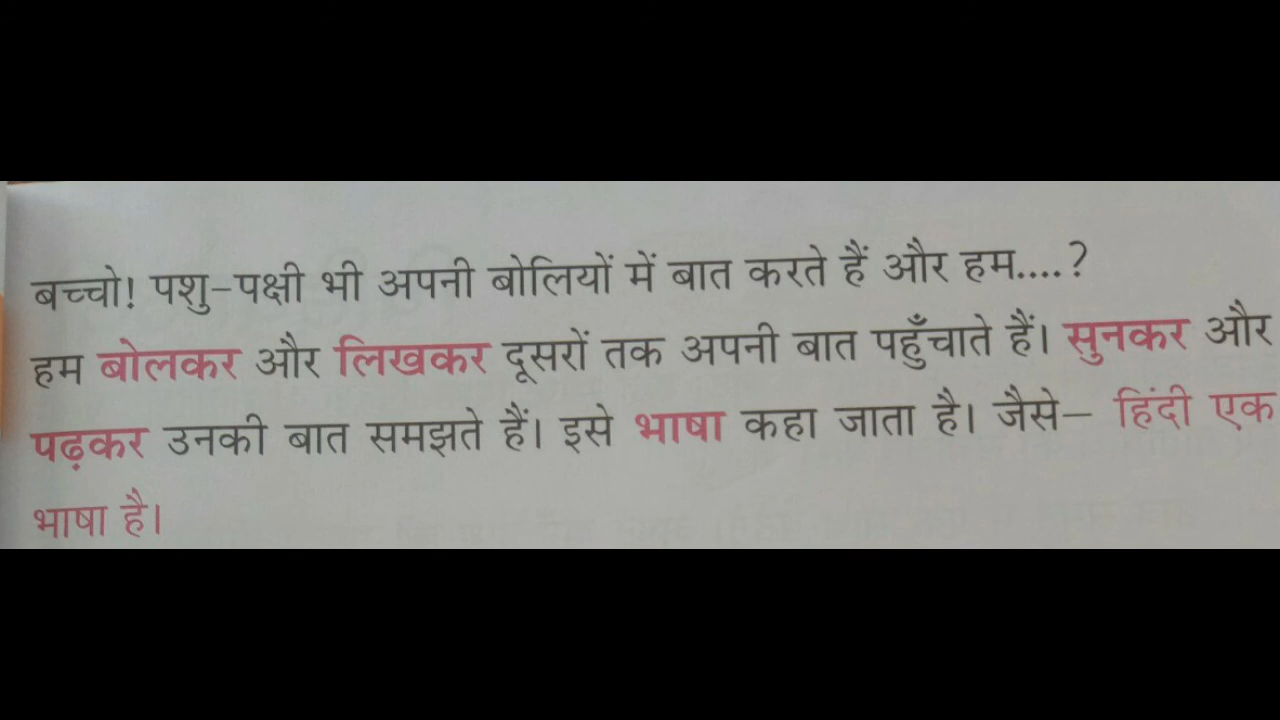 बच्चो! पशु-पक्षी भी अपनी बोलियों में बात करते हैं और हम....?
हम बोलकर और लिखकर दूसरों तक अपनी बात पहुँचाते हैं। सुनकर और
पढ़कर उनकी बात समझते हैं। इसे भाषा कहा जाता है। जैसे– हिंदी एक
भाषा है।